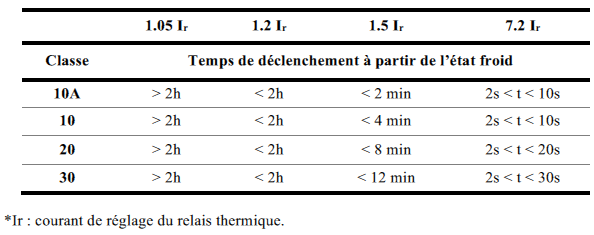 1.05 Ir 1.2 Ir 1.5 Ir 7.2 Ir
Classe Temps de déclenchement à partir de l'état froid
10A > 2h < 2h < 2 min 2s < t < 10s
10 > 2h < 2h < 4 min 2s < t < 10s
20 > 2h < 2h < 8 min 2s < t < 20s
30 > 2h < 2h < 12 min 2s < t < 30s
*Ir : courant de réglage du relais thermique.